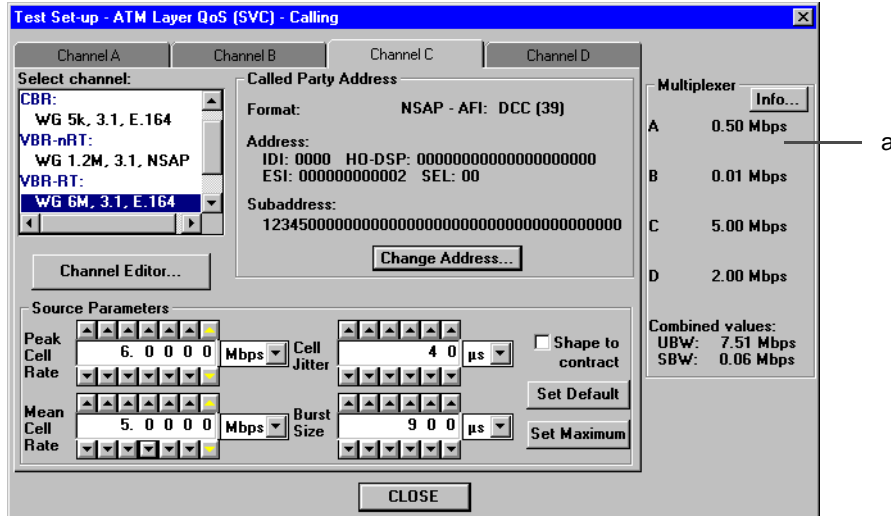 Test Set-up - ATM Layer QoS (SVC) - Calling
Channel A
Channel B
Channel C
Channel D
Select channel:
CBR:
WG 5k, 3.1, E.164
VBR-nRT:
WG 1.2M, 3.1, NSAP
VBR-RT:
WG 6M, 3.1, E.164
Channel Editor...
Called Party Address
Format: NSAP - AFI: DCC (39)
Address:
IDI: 0000 HO-DSP: 00000000000000000000
ESI: 000000000002 SEL: 00
Subaddress:
1234500000000000000000000000000000000000
Change Address...
Multiplexer
Info...
A 0.50 Mbps
a
B 0.01 Mbps
C 5.00 Mbps
D 2.00 Mbps
Combined values:
UBW: 7.51 Mbps
SBW: 0.06 Mbps
Source Parameters
Peak
Cell
Rate
6. 0 0 0 0
Mbps
Cell
Jitter
4 0
µs
Shape to
contract
Set Default
Mean
Cell
Rate
5. 0 0 0 0
Mbps
Burst
Size
9 0 0
µs
Set Maximum
CLOSE